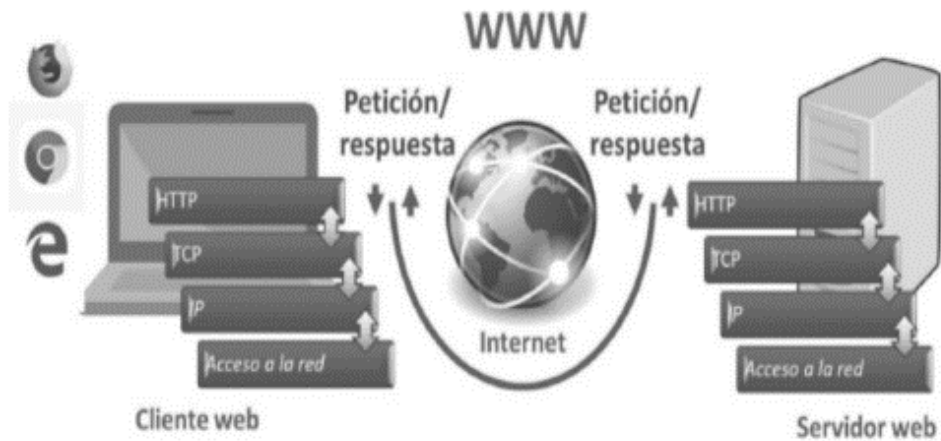 WWW
Petición/
respuesta
Petición/
respuesta
HTTP
TCP
IP
Acceso a la red
HTTP
TCP
IP
Acceso a la red
Internet
Cliente web
Servidor web